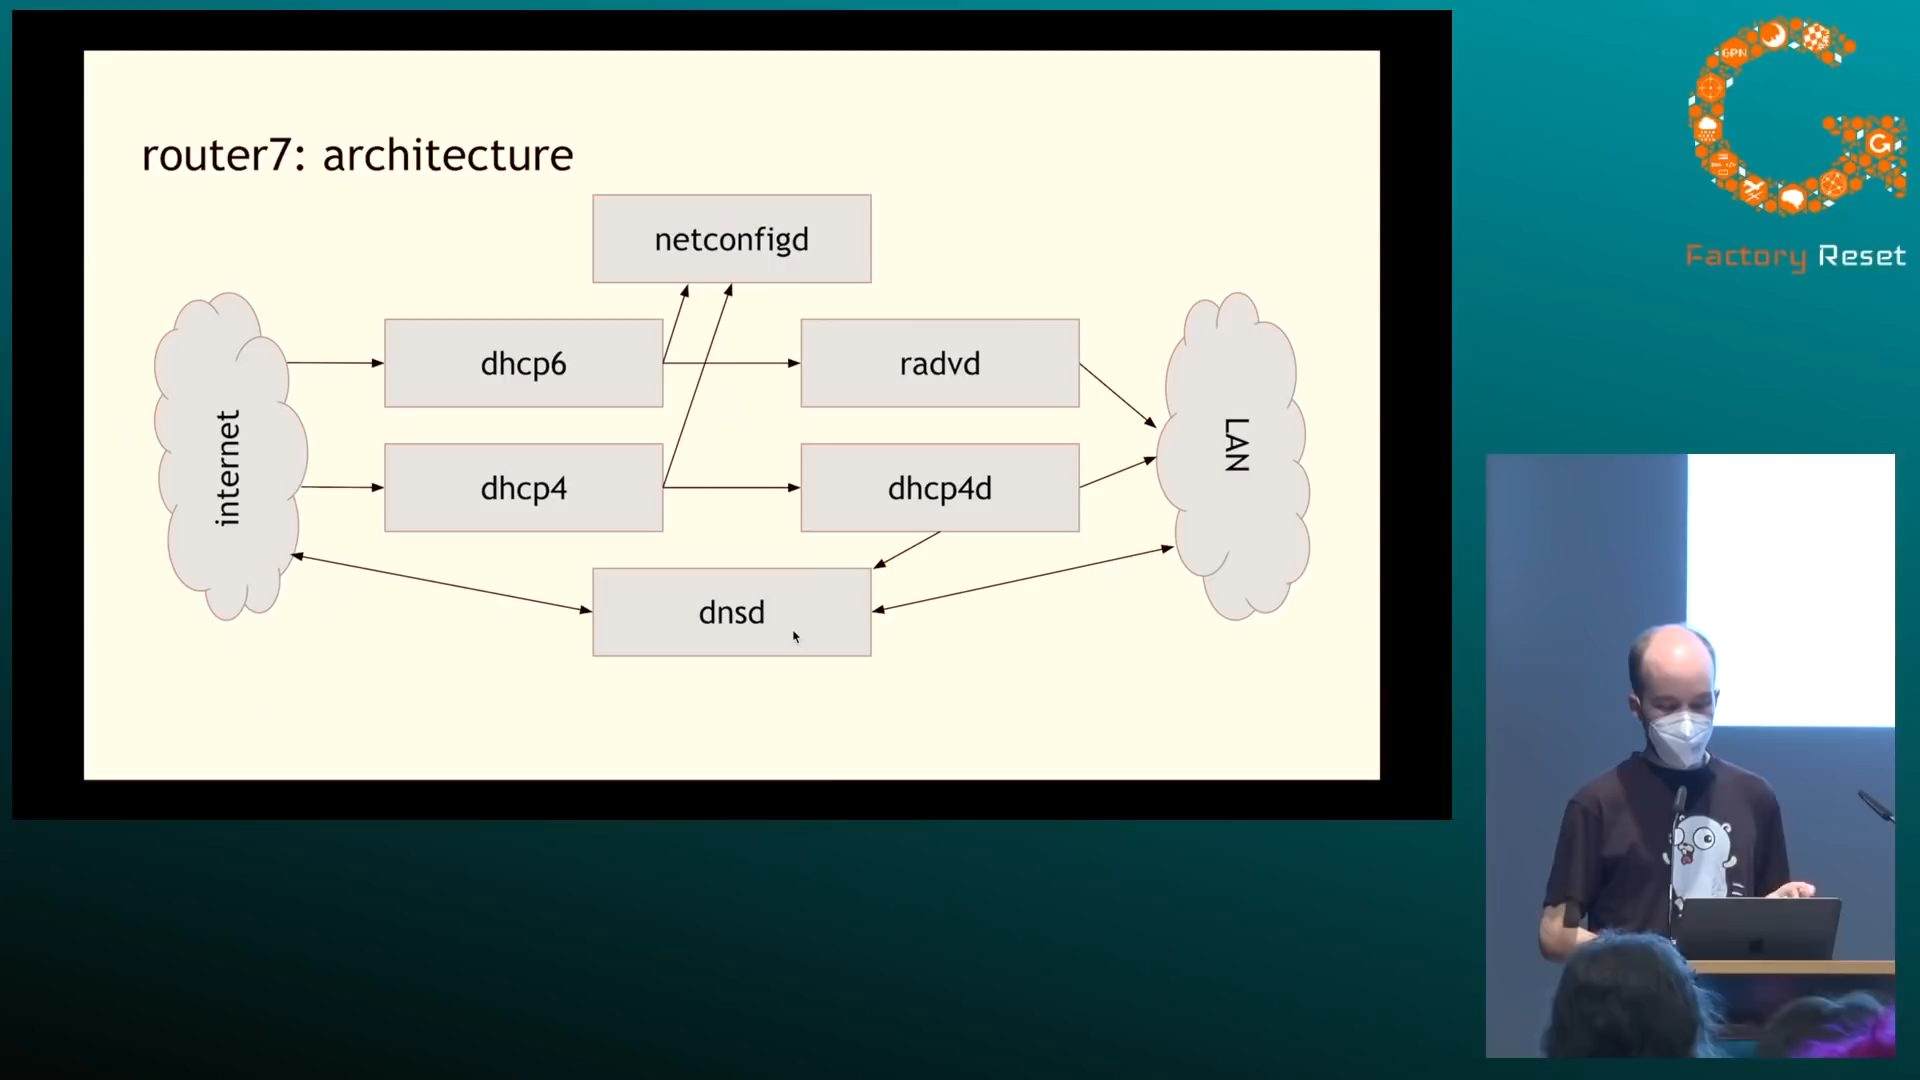 router7: architecture
netconfigd
dhcp6
radvd
internet
LAN
dhcp4
dhcp4d
dnsd
GPN
Factory Reset